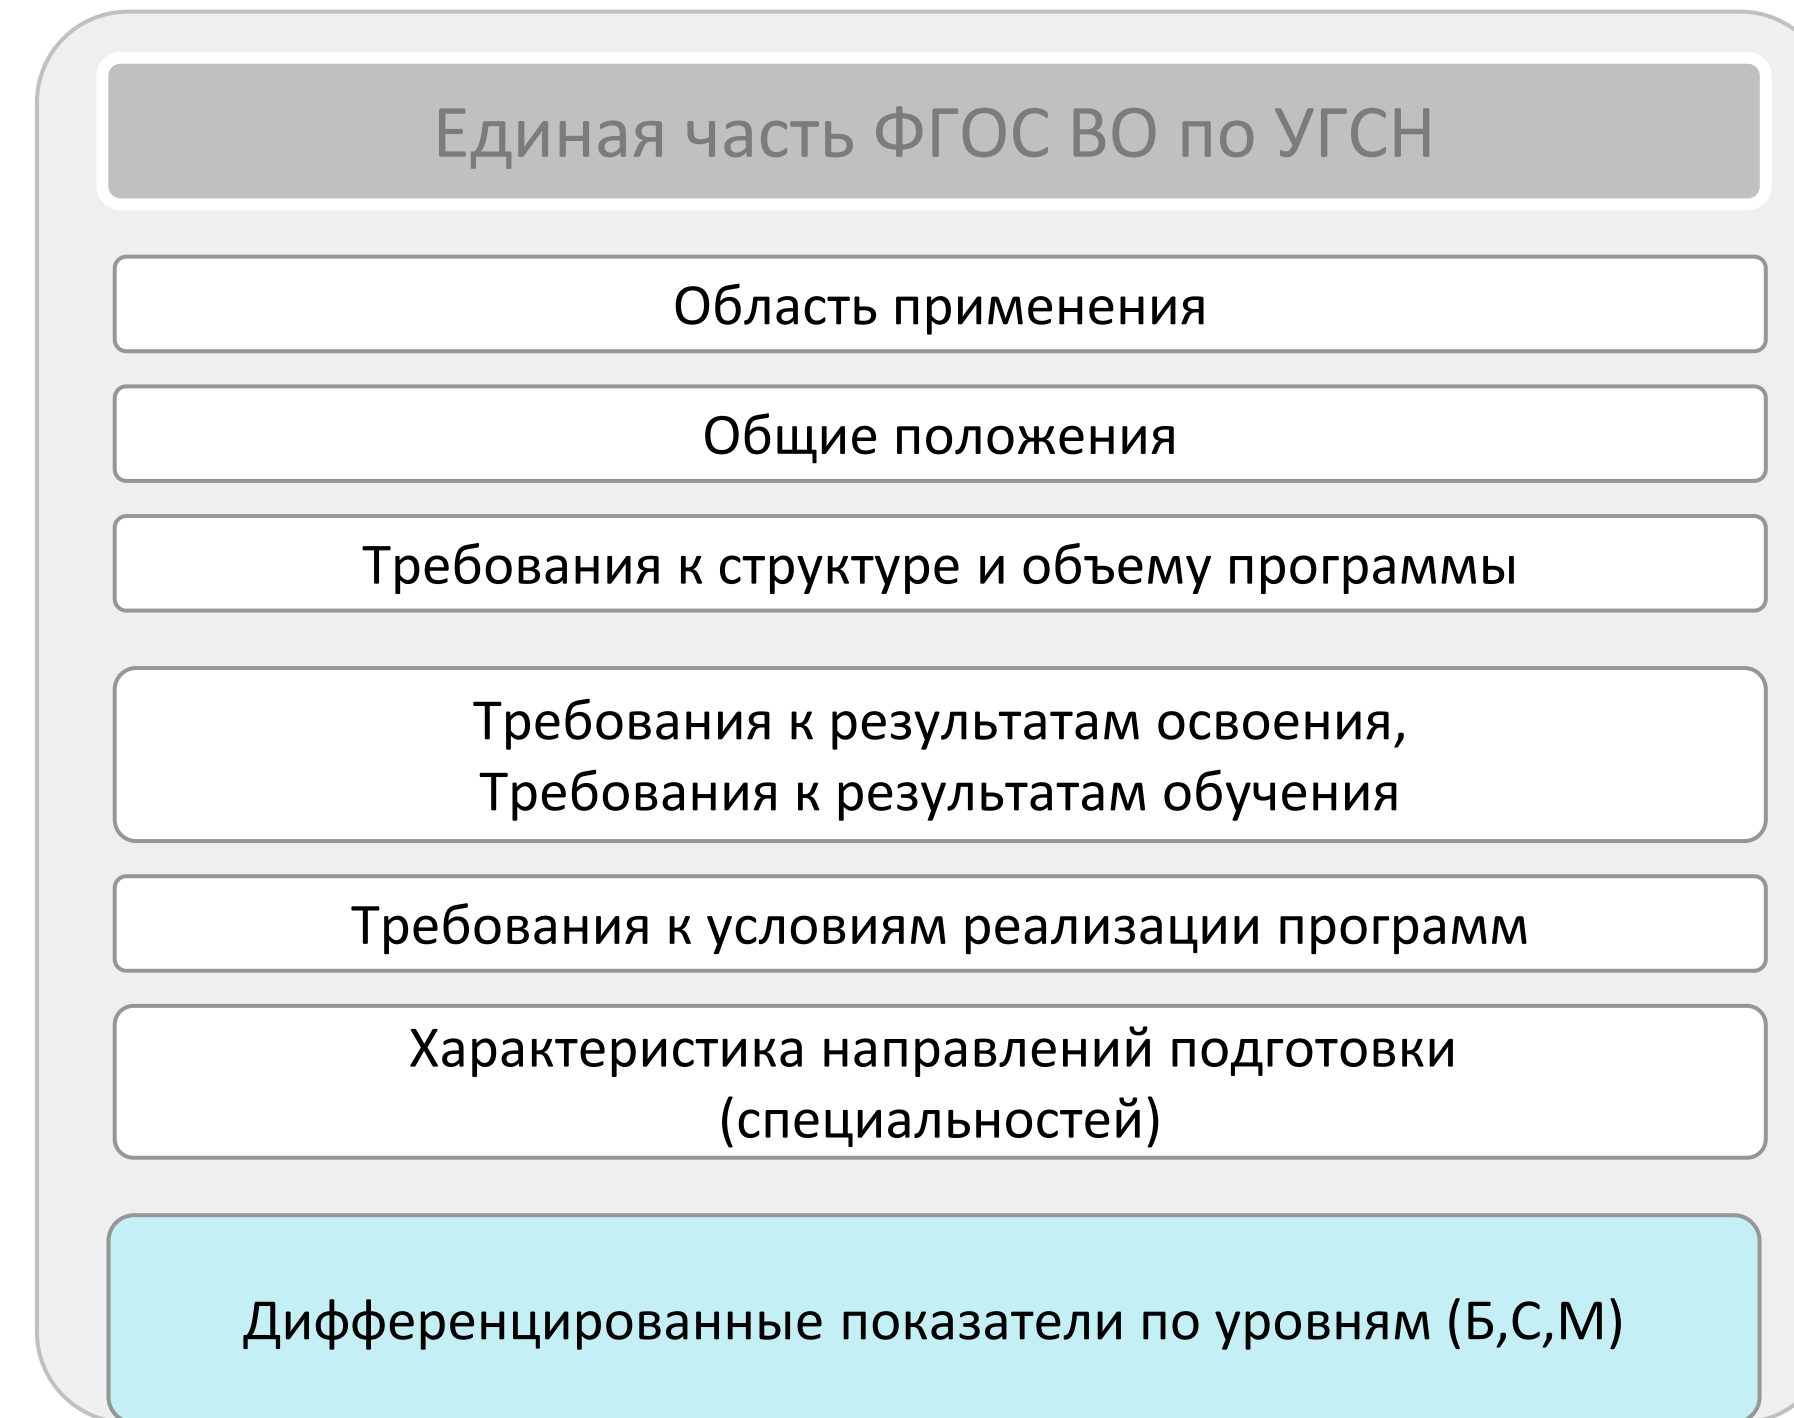 Единая часть ФГОС ВО по УГСН
Область применения
Общие положения
Требования к структуре и объему программы
Требования к результатам освоения,
Требования к результатам обучения
Требования к условиям реализации программ
Характеристика направлений подготовки
(специальностей)
Дифференцированные показатели по уровням (Б,С,М)